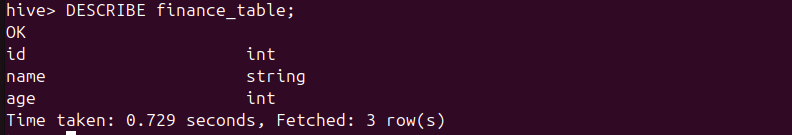 hive> DESCRIBE finance_table;
OK
id                      int
name                    string
age                     int
Time taken: 0.729 seconds, Fetched: 3 row(s)